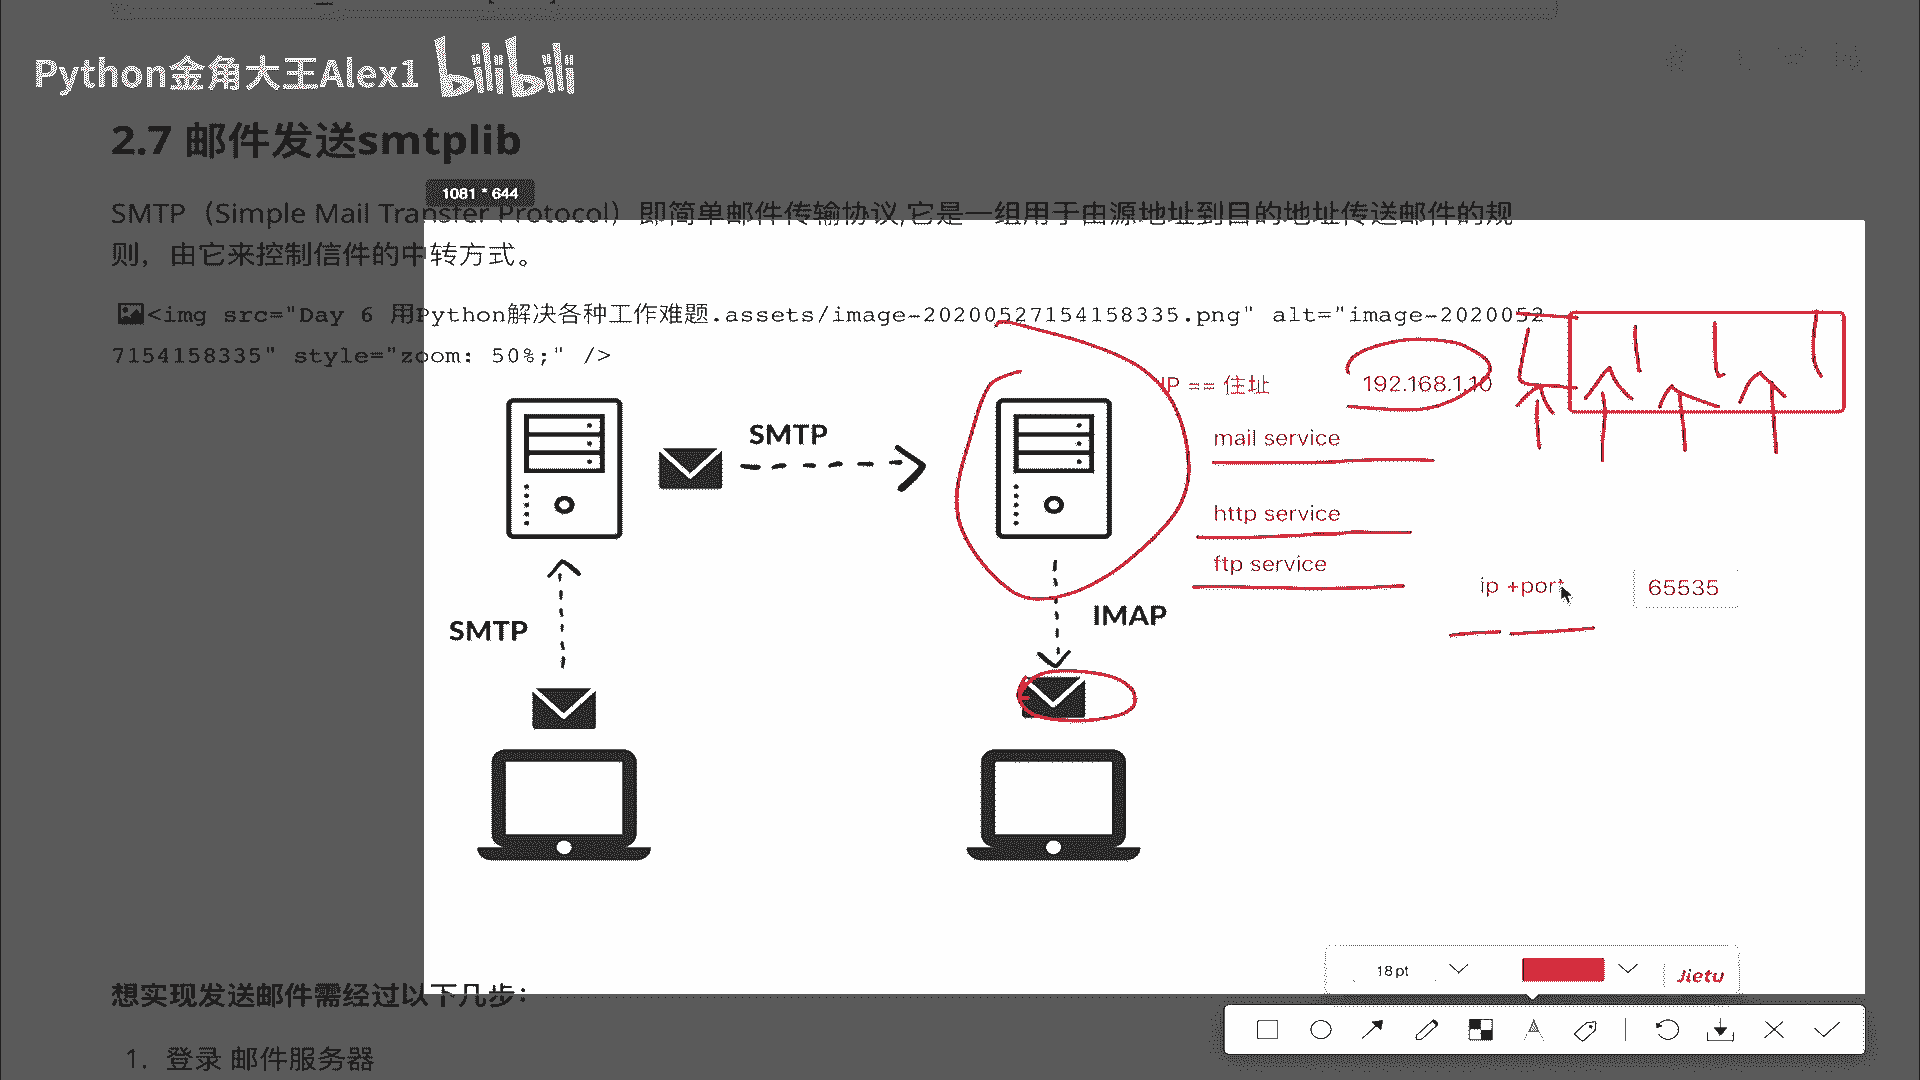 Python金角大王Alex1 bilibili
2.7 邮件发送smtplib
1081 * 644
SMTP（Simple Mail Transfer Protocol）即简单邮件传输协议,它是一组用于由源地址到目的地址传送邮件的规
则，由它来控制信件的中转方式。
<img src="Day 6 用Python解决各种工作难题.assets/image-20200527154158335.png" alt="image-2020052
7154158335" style="zoom: 50%;" />
IP == 住址 192.168.1.10
SMTP
mail service
http service
ftp service
ip +port 65535
SMTP
IMAP
18pt
Jietu
想实现发送邮件需经过以下几步：
1. 登录 邮件服务器